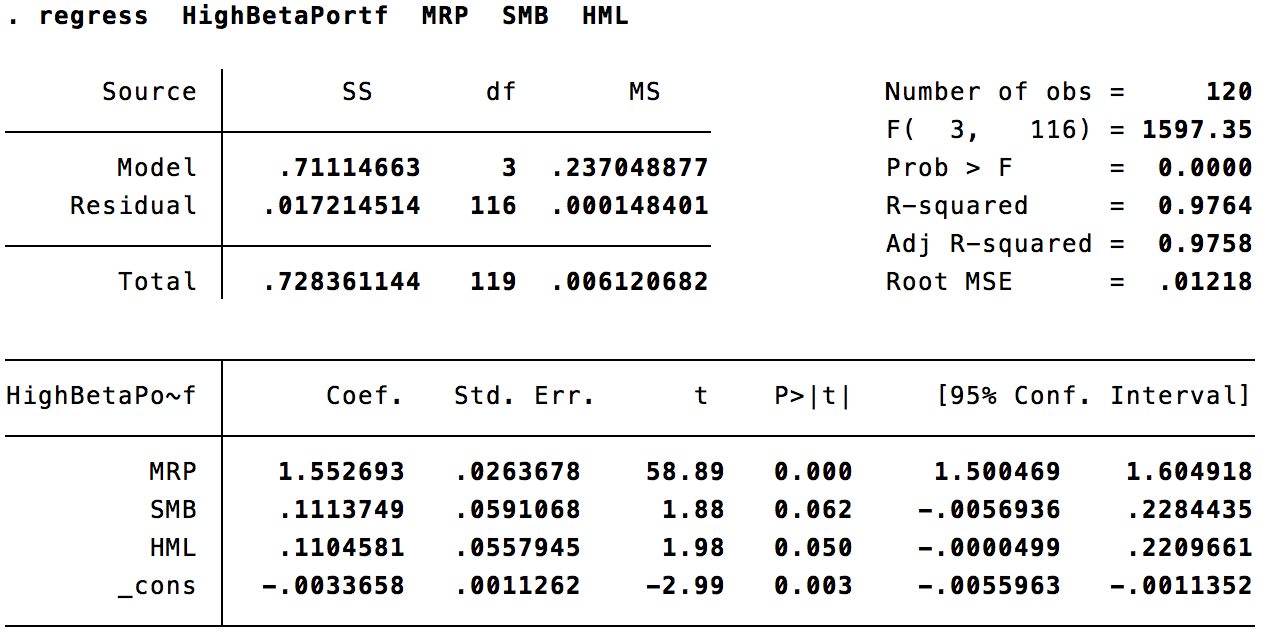 . regress HighBetaPortf MRP SMB HML
Source SS df MS Number of obs = 120
F( 3, 116) = 1597.35
Model .71114663 3 .237048877 Prob > F = 0.0000
Residual .017214514 116 .000148401 R-squared = 0.9764
Adj R-squared = 0.9758
Total .728361144 119 .006120682 Root MSE = .01218
HighBetaPo~f Coef. Std. Err. t P>|t| [95% Conf. Interval]
MRP 1.552693 .0263678 58.89 0.000 1.500469 1.604918
SMB .1113749 .0591068 1.88 0.062 -.0056936 .2284435
HML .1104581 .0557945 1.98 0.050 -.0000499 .2209661
_cons -.0033658 .0011262 -2.99 0.003 -.0055963 -.0011352